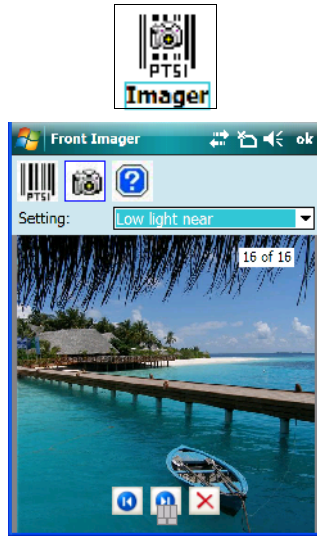 PTSI
Imager
Front Imager ok
PTSI
Setting: Low light near
16 of 16